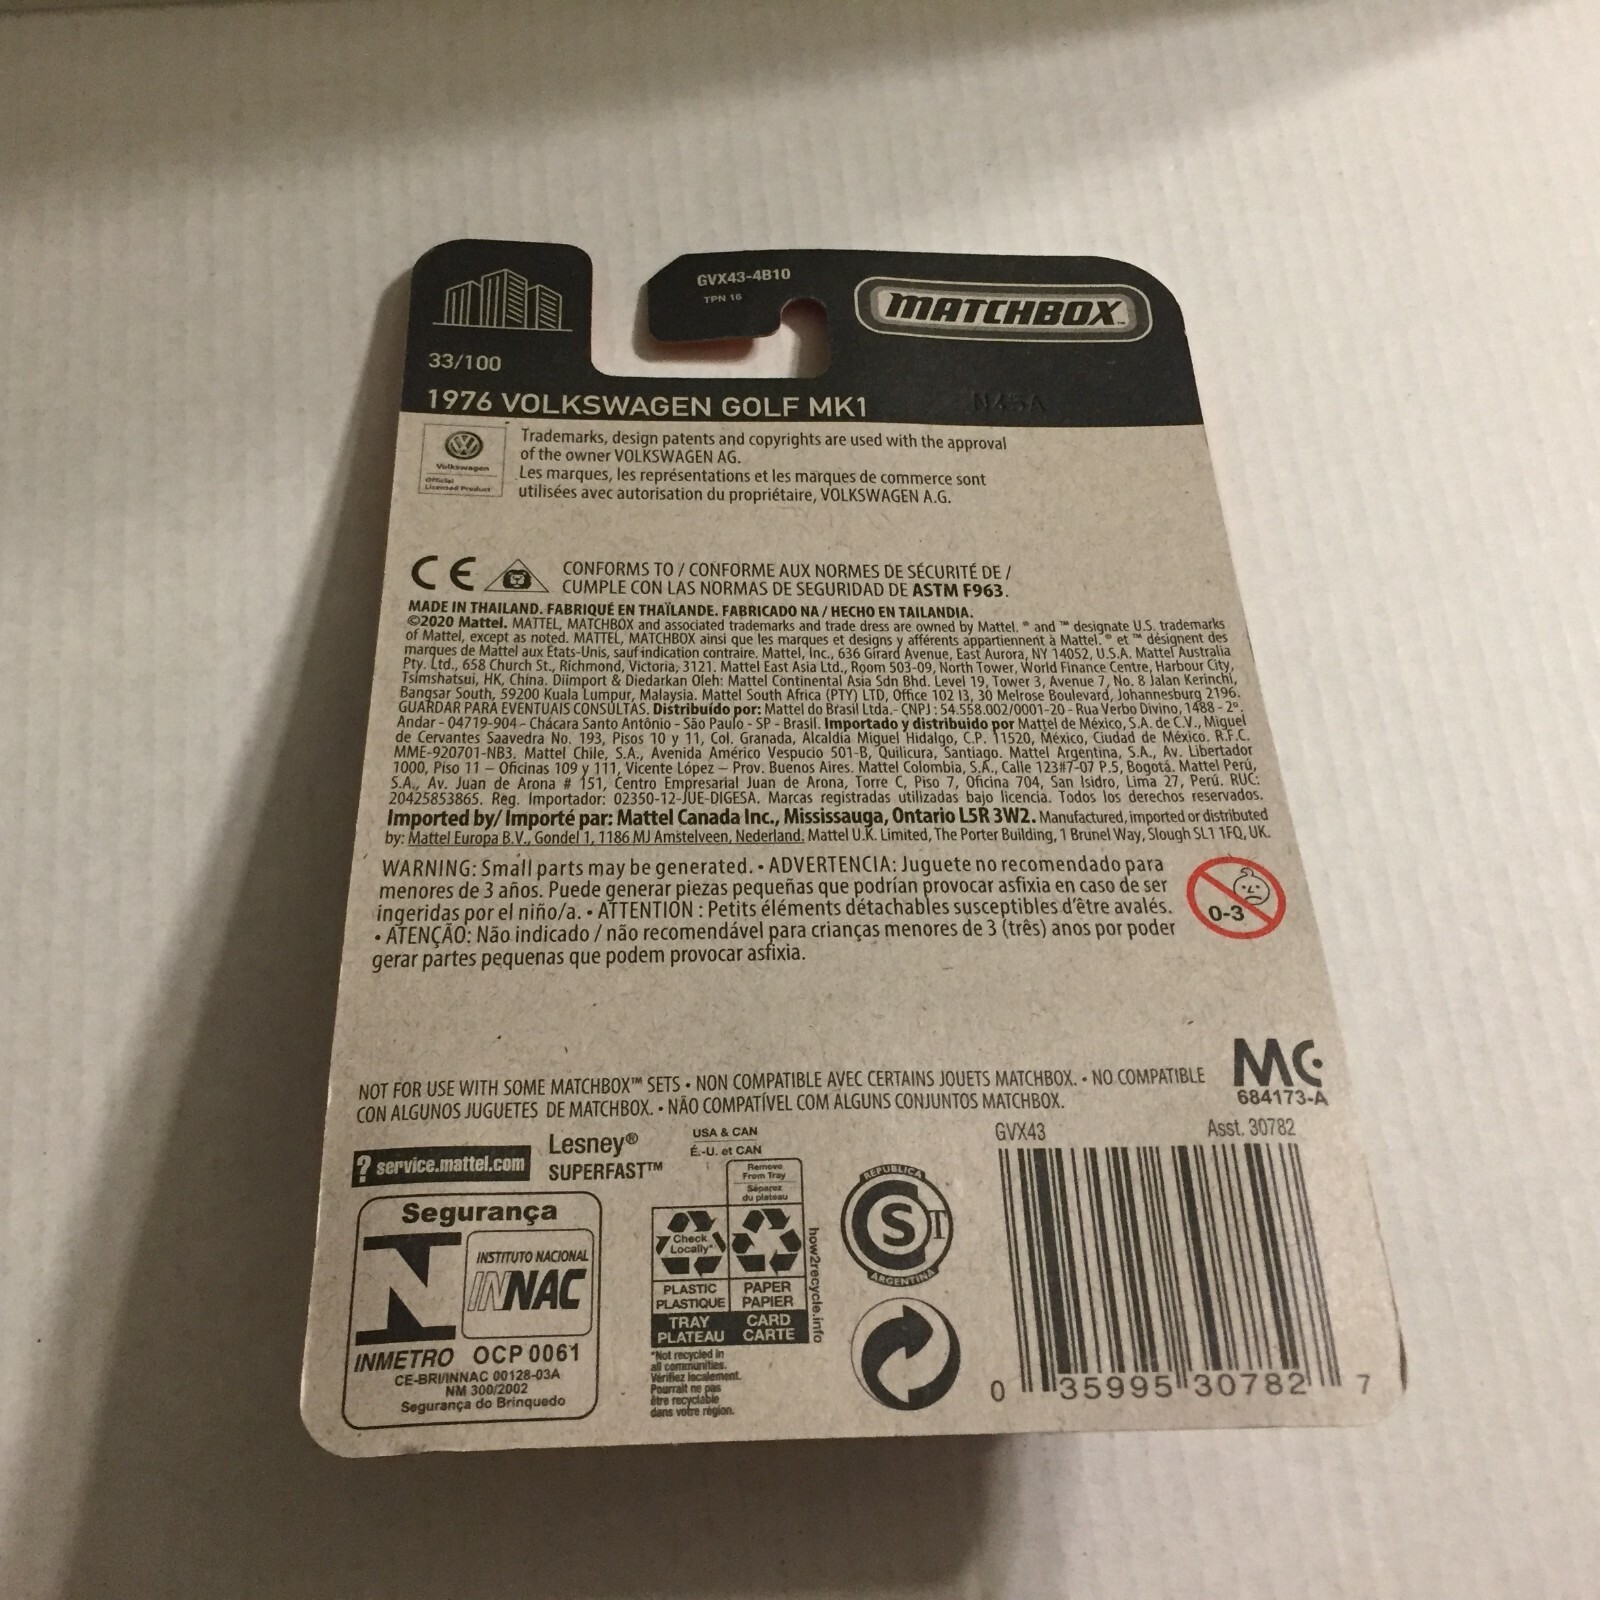 GVX43-4B10
TPN 16
MATCHBOX™
33/100
1976 VOLKSWAGEN GOLF MK1
N45A
Volkswagen
Official
Licensed Product
Trademarks, design patents and copyrights are used with the approval
of the owner VOLKSWAGEN AG.
Les marques, les représentations et les marques de commerce sont
utilisées avec autorisation du propriétaire, VOLKSWAGEN A.G.
CE
CONFORMS TO / CONFORME AUX NORMES DE SÉCURITÉ DE /
CUMPLE CON LAS NORMAS DE SEGURIDAD DE ASTM F963.
MADE IN THAILAND. FABRIQUÉ EN THAÏLANDE. FABRICADO NA / HECHO EN TAILANDIA.
©2020 Mattel. MATTEL, MATCHBOX and associated trademarks and trade dress are owned by Mattel. ® and ™ designate U.S. trademarks
of Mattel, except as noted. MATTEL, MATCHBOX ainsi que les marques et designs y afférents appartiennent à Mattel. ® et ™ désignent des
marques de Mattel aux États-Unis, sauf indication contraire. Mattel, Inc., 636 Girard Avenue, East Aurora, NY 14052, U.S.A. Mattel Australia
Pty. Ltd., 658 Church St., Richmond, Victoria, 3121. Mattel East Asia Ltd., Room 503-09, North Tower, World Finance Centre, Harbour City,
Tsimshatsui, HK, China. Diimport & Diedarkan Oleh: Mattel Continental Asia Sdn Bhd. Level 19, Tower 3, Avenue 7, No. 8 Jalan Kerinchi,
Bangsar South, 59200 Kuala Lumpur, Malaysia. Mattel South Africa (PTY) LTD, Office 102 I3, 30 Melrose Boulevard, Johannesburg 2196.
GUARDAR PARA EVENTUAIS CONSULTAS. Distribuído por: Mattel do Brasil Ltda.- CNPJ : 54.558.002/0001-20 - Rua Verbo Divino, 1488 - 2º.
Andar - 04719-904 - Chácara Santo Antônio - São Paulo - SP - Brasil. Importado y distribuido por Mattel de México, S.A. de C.V., Miguel
de Cervantes Saavedra No. 193, Pisos 10 y 11, Col. Granada, Alcaldía Miguel Hidalgo, C.P. 11520, México, Ciudad de México. R.F.C.
MME-920701-NB3. Mattel Chile, S.A., Avenida Américo Vespucio 501-B, Quilicura, Santiago. Mattel Argentina, S.A., Av. Libertador
1000, Piso 11 – Oficinas 109 y 111, Vicente López – Prov. Buenos Aires. Mattel Colombia, S.A., Calle 123#7-07 P.5, Bogotá. Mattel Perú,
S.A., Av. Juan de Arona # 151, Centro Empresarial Juan de Arona, Torre C, Piso 7, Oficina 704, San Isidro, Lima 27, Perú. RUC:
20425853865. Reg. Importador: 02350-12-JUE-DIGESA. Marcas registradas utilizadas bajo licencia. Todos los derechos reservados.
Imported by/ Importé par: Mattel Canada Inc., Mississauga, Ontario L5R 3W2. Manufactured, imported or distributed
by: Mattel Europa B.V., Gondel 1, 1186 MJ Amstelveen, Nederland. Mattel U.K. Limited, The Porter Building, 1 Brunel Way, Slough SL1 1FQ, UK.
WARNING: Small parts may be generated. • ADVERTENCIA: Juguete no recomendado para
menores de 3 años. Puede generar piezas pequeñas que podrían provocar asfixia en caso de ser
ingeridas por el niño/a. • ATTENTION : Petits éléments détachables susceptibles d'être avalés.
• ATENÇÃO: Não indicado / não recomendável para crianças menores de 3 (três) anos por poder
gerar partes pequenas que podem provocar asfixia.
0-3
NOT FOR USE WITH SOME MATCHBOX™ SETS • NON COMPATIBLE AVEC CERTAINS JOUETS MATCHBOX. • NO COMPATIBLE
CON ALGUNOS JUGUETES DE MATCHBOX. • NÃO COMPATÍVEL COM ALGUNS CONJUNTOS MATCHBOX.
MC
684173-A
? service.mattel.com
Lesney®
SUPERFAST™
Segurança
INSTITUTO NACIONAL
INNAC
INMETRO OCP 0061
CE-BRI/INNAC 00128-03A
NM 300/2002
Segurança do Brinquedo
USA & CAN
É.-U. et CAN
Remove
From Tray
Séparez
du plateau
Check
Locally*
PLASTIC
PLASTIQUE
PAPER
PAPIER
TRAY
PLATEAU
CARD
CARTE
how2recycle.info
*Not recycled in
all communities.
Vérifiez localement.
Pourrait ne pas
être recyclable
dans votre région.
REPUBLICA
S T
ARGENTINA
GVX43
Asst. 30782
0 35995 30782 7